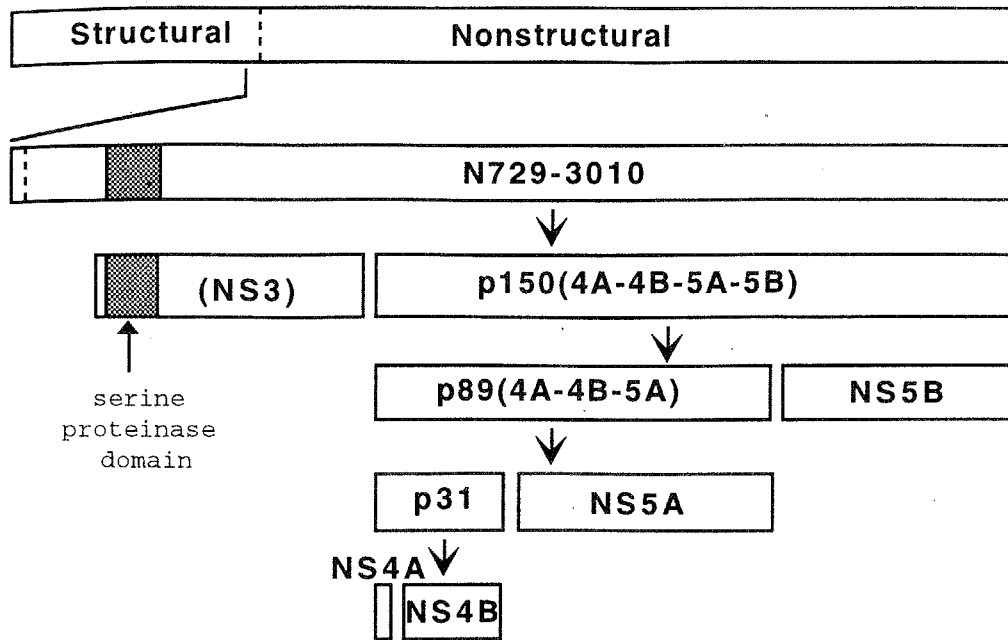 Structural
Nonstructural
N729-3010
(NS3)
p150(4A-4B-5A-5B)
serine
proteinase
domain
p89(4A-4B-5A)
NS5B
p31
NS5A
NS4A
NS4B